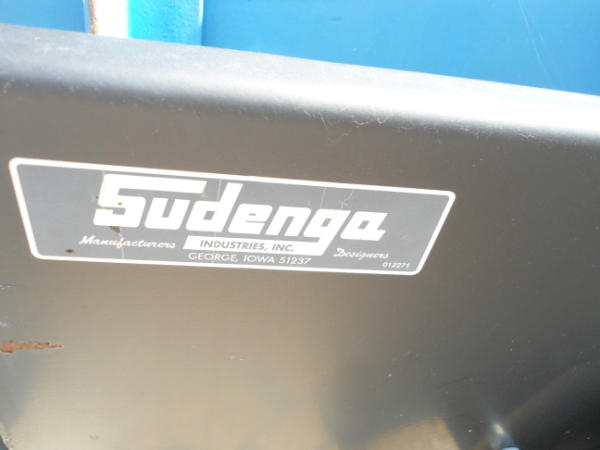 Sudenga
Manufacturers INDUSTRIES, INC. Designers
GEORGE, IOWA 51237
012271